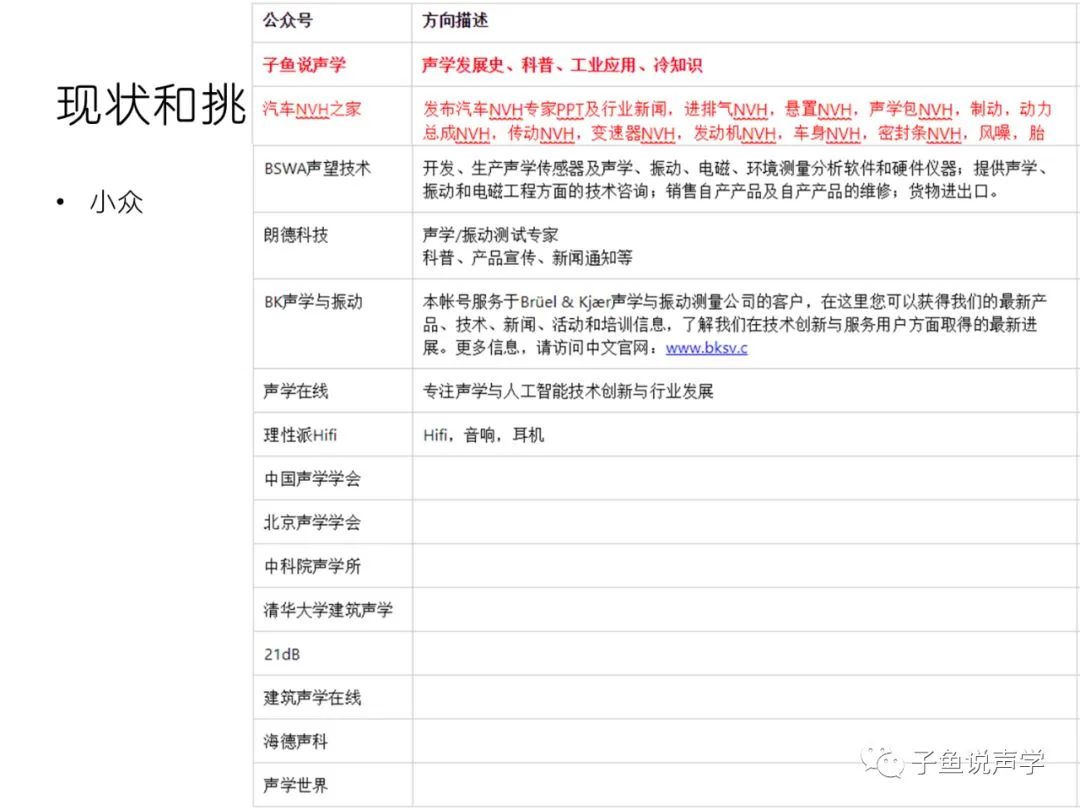 现状和挑
• 小众
公众号 方向描述
子鱼说声学 声学发展史、科普、工业应用、冷知识
汽车NVH之家 发布汽车NVH专家PPT及行业新闻，进排气NVH，悬置NVH，声学包NVH，制动，动力
总成NVH，传动NVH，变速器NVH，发动机NVH，车身NVH，密封条NVH，风噪，胎
BSWA声望技术 开发、生产声学传感器及声学、振动、电磁、环境测量分析软件和硬件仪器；提供声学、
振动和电磁工程方面的技术咨询；销售自产产品及自产产品的维修；货物进出口。
朗德科技 声学/振动测试专家
科普、产品宣传、新闻通知等
BK声学与振动 本帐号服务于Brüel & Kjær声学与振动测量公司的客户，在这里您可以获得我们的最新产
品、技术、新闻、活动和培训信息，了解我们在技术创新与服务用户方面取得的最新进
展。更多信息，请访问中文官网：www.bksv.c
声学在线 专注声学与人工智能技术创新与行业发展
理性派Hifi Hifi，音响，耳机
中国声学学会
北京声学学会
中科院声学所
清华大学建筑声学
21dB
建筑声学在线
海德声科
声学世界
子鱼说声学